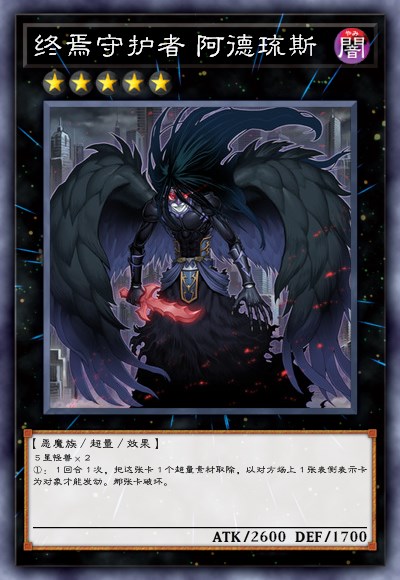 终焉守护者 阿德琉斯
やみ
闇
【恶魔族／超量／效果】
５星怪兽×２
①：１回合１次，把这张卡１个超量素材取除，以对方场上１张表侧表示卡
为对象才能发动。那张卡破坏。
ATK/2600 DEF/1700